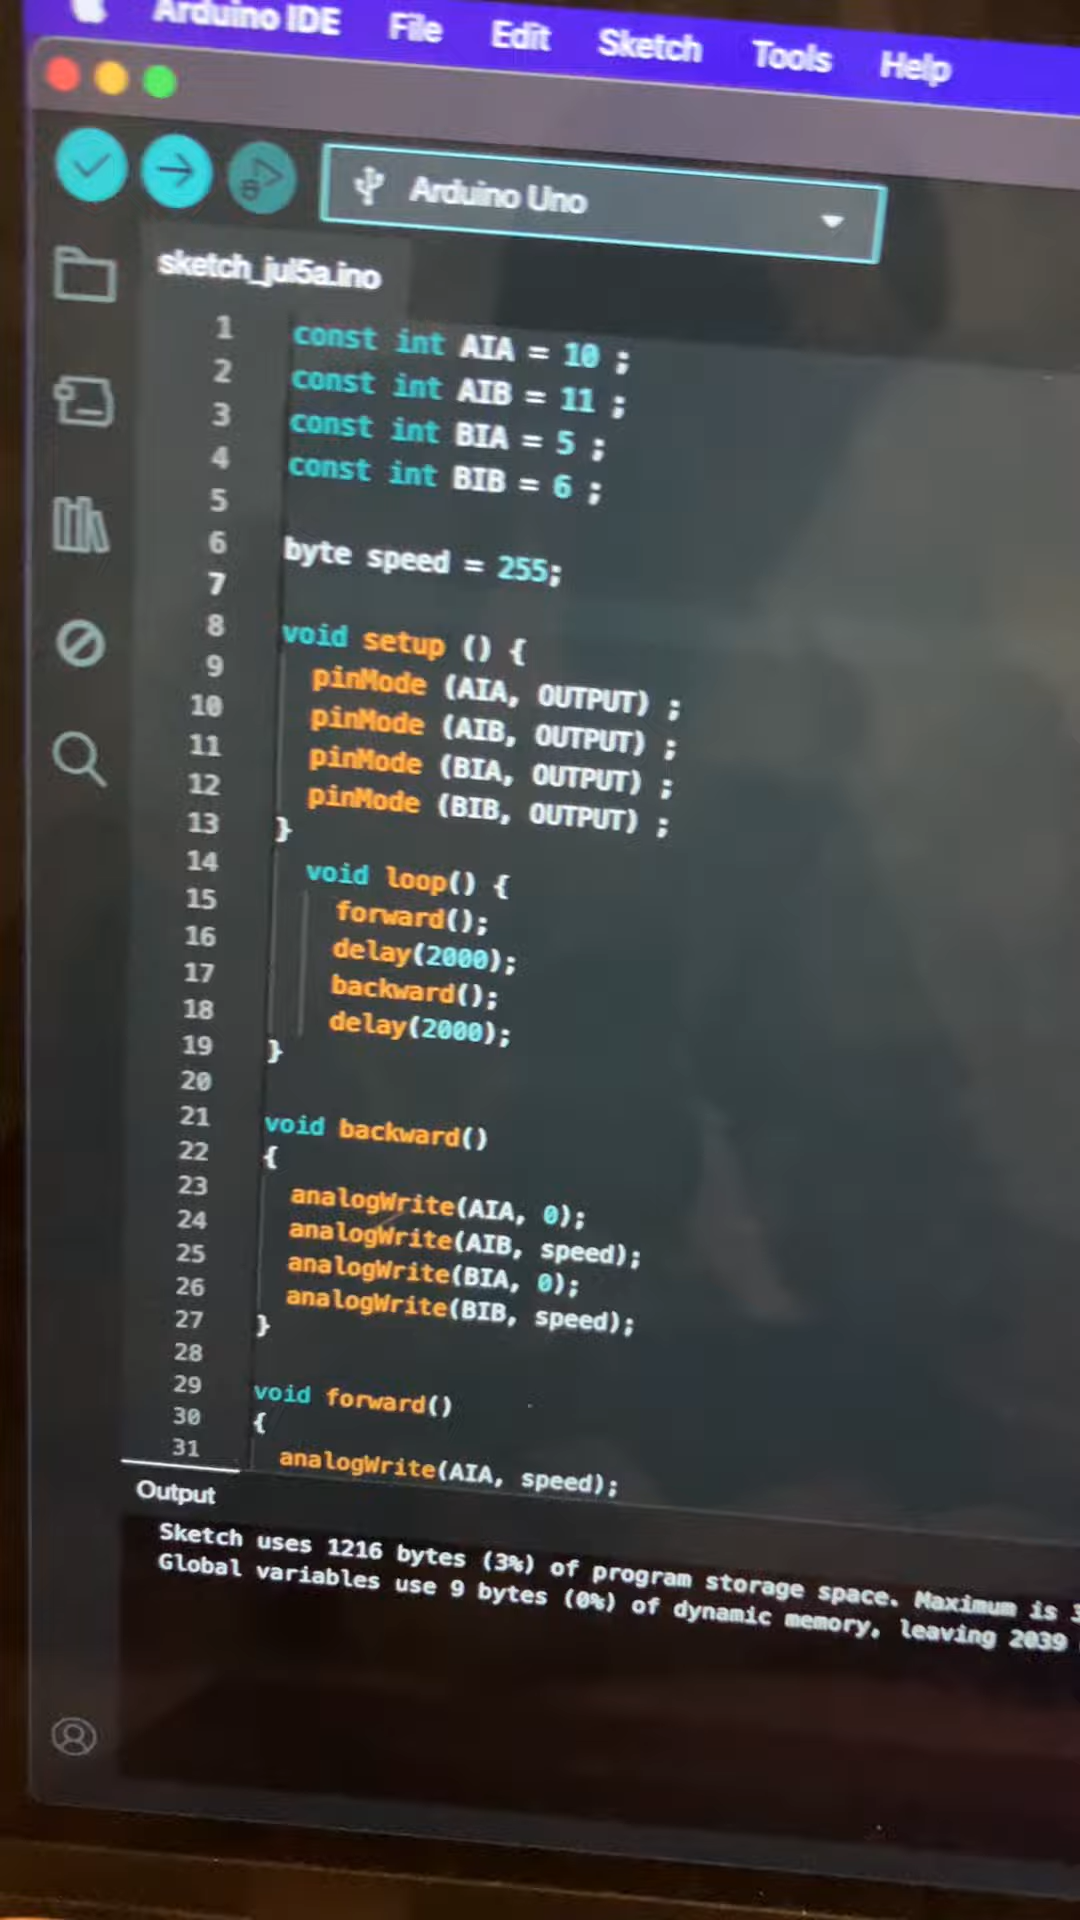 Arduino IDE File Edit Sketch Tools Help
Arduino Uno
sketch_jul5a.ino
1 const int AIA = 10 ;
2 const int AIB = 11 ;
3 const int BIA = 5 ;
4 const int BIB = 6 ;
5
6 byte speed = 255;
7
8 void setup () {
9 pinMode (AIA, OUTPUT) ;
10 pinMode (AIB, OUTPUT) ;
11 pinMode (BIA, OUTPUT) ;
12 pinMode (BIB, OUTPUT) ;
13 }
14 void loop() {
15 forward();
16 delay(2000);
17 backward();
18 delay(2000);
19 }
20
21 void backward()
22 {
23 analogWrite(AIA, 0);
24 analogWrite(AIB, speed);
25 analogWrite(BIA, 0);
26 analogWrite(BIB, speed);
27 }
28
29 void forward()
30 {
31 analogWrite(AIA, speed);
Output
Sketch uses 1216 bytes (3%) of program storage space. Maximum is 3
Global variables use 9 bytes (0%) of dynamic memory, leaving 2039